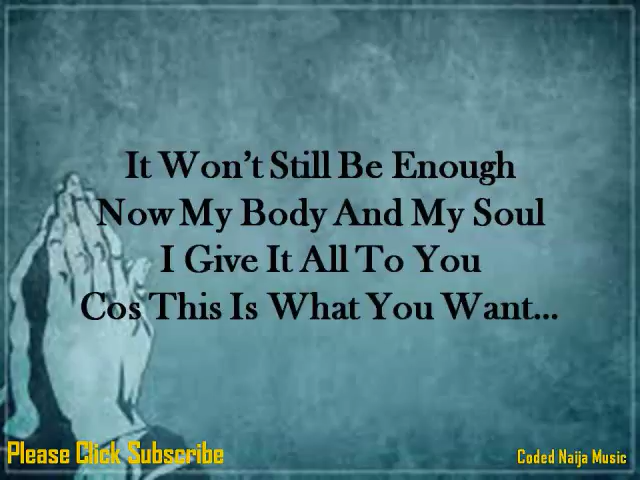 It Won't Still Be Enough
Now My Body And My Soul
I Give It All To You
Cos This Is What You Want...
Please Click Subscribe
Coded Naija Music